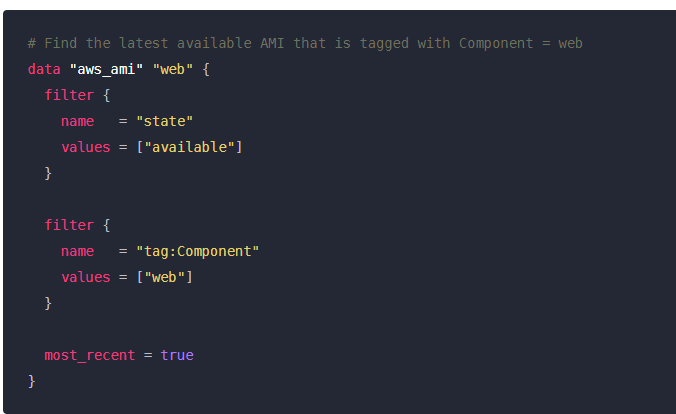 # Find the latest available AMI that is tagged with Component = web
data "aws_ami" "web" {
  filter {
    name   = "state"
    values = ["available"]
  }

  filter {
    name   = "tag:Component"
    values = ["web"]
  }

  most_recent = true
}